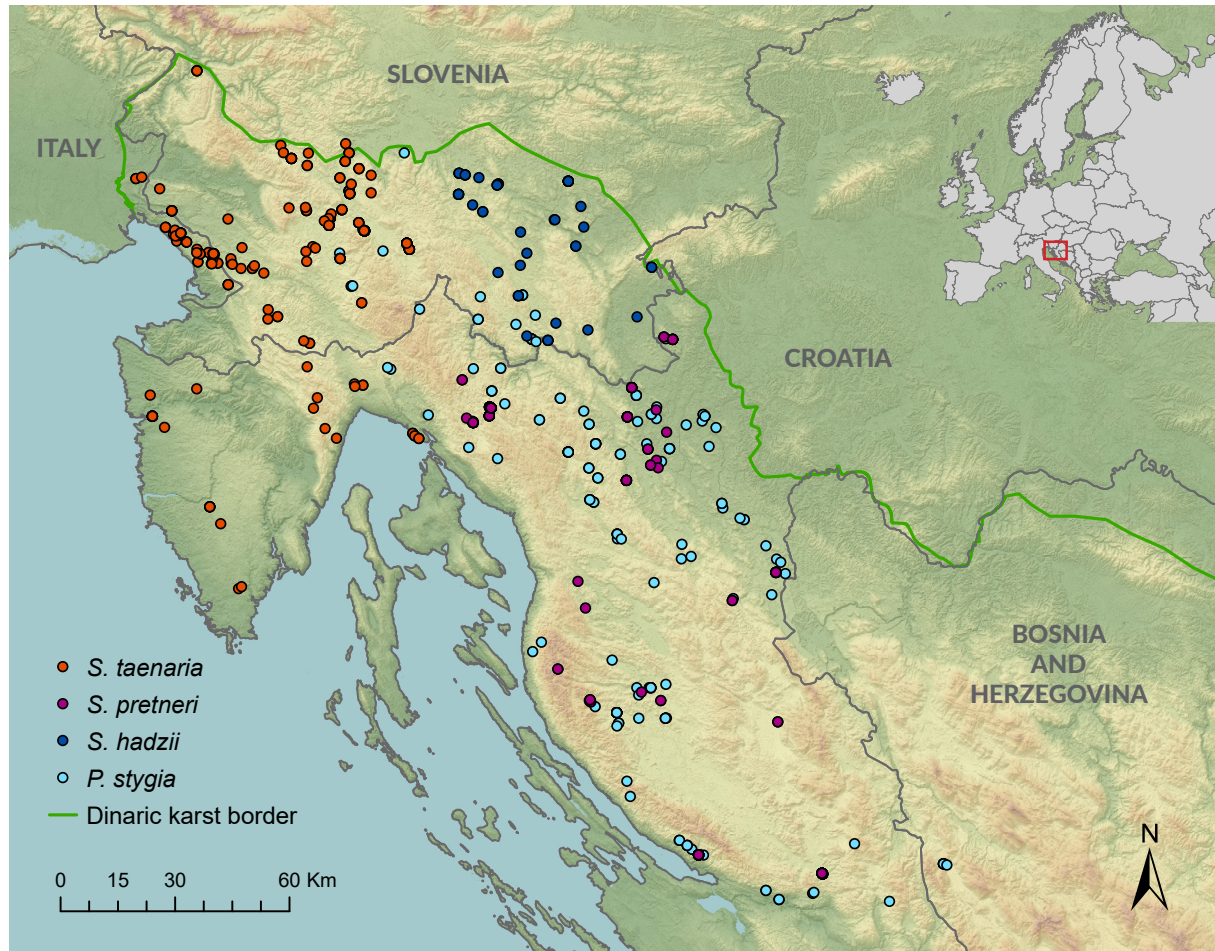 SLOVENIA
ITALY
CROATIA
BOSNIA
AND
HERZEGOVINA
S. taenaria
S. pretneri
S. hadzii
P. stygia
Dinaric karst border
0 15 30 60 Km
N